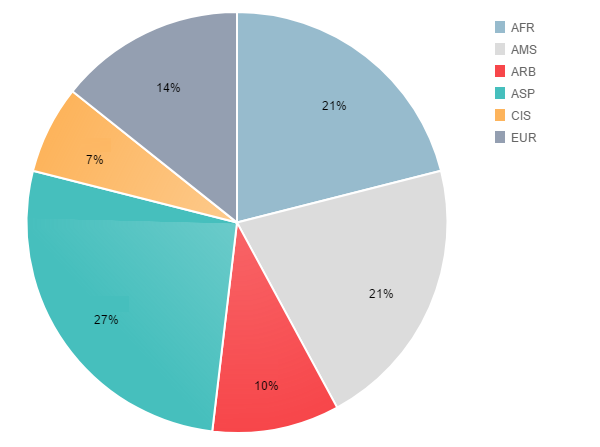 AFR
AMS
ARB
ASP
CIS
EUR
14%
21%
7%
21%
27%
10%